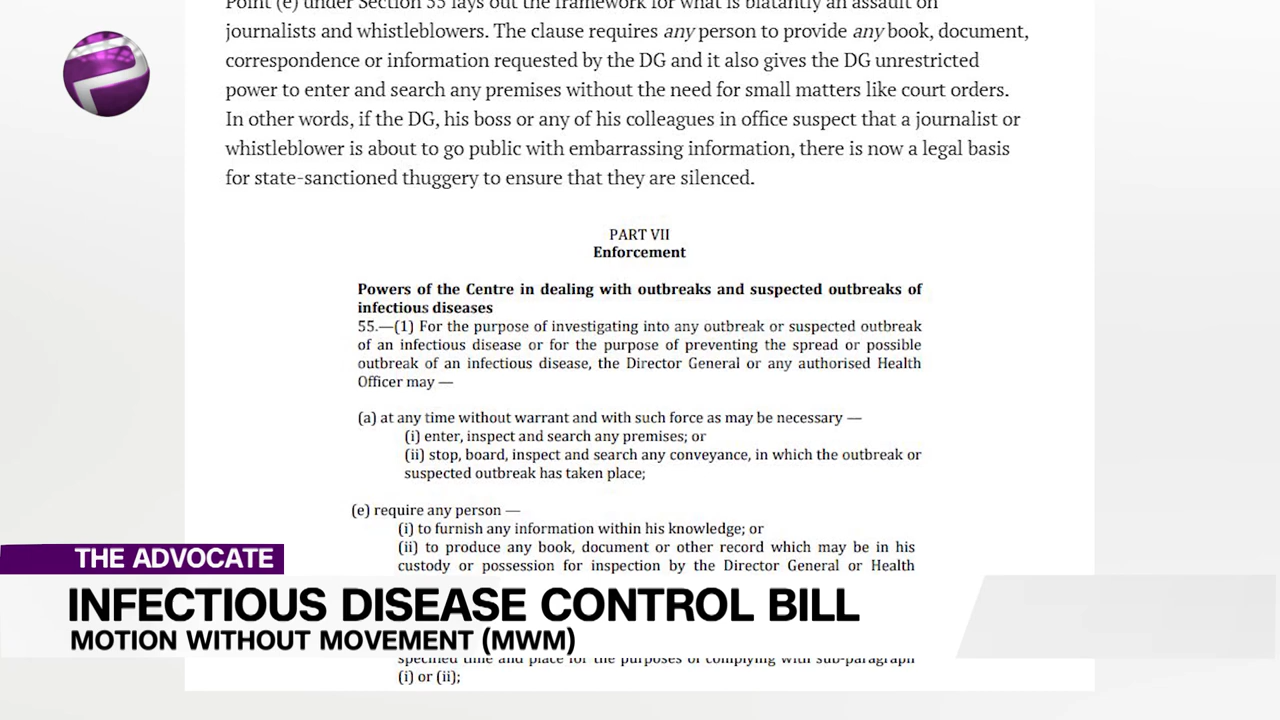 Point (e) under Section 55 lays out the framework for what is blatantly an assault on
journalists and whistleblowers. The clause requires any person to provide any book, document,
correspondence or information requested by the DG and it also gives the DG unrestricted
power to enter and search any premises without the need for small matters like court orders.
In other words, if the DG, his boss or any of his colleagues in office suspect that a journalist or
whistleblower is about to go public with embarrassing information, there is now a legal basis
for state-sanctioned thuggery to ensure that they are silenced.
PART VII
Enforcement
Powers of the Centre in dealing with outbreaks and suspected outbreaks of
infectious diseases
55.—(1) For the purpose of investigating into any outbreak or suspected outbreak
of an infectious disease or for the purpose of preventing the spread or possible
outbreak of an infectious disease, the Director General or any authorised Health
Officer may —
(a) at any time without warrant and with such force as may be necessary —
(i) enter, inspect and search any premises; or
(ii) stop, board, inspect and search any conveyance, in which the outbreak or
suspected outbreak has taken place;
(e) require any person —
(i) to furnish any information within his knowledge; or
(ii) to produce any book, document or other record which may be in his
custody or possession for inspection by the Director General or Health
THE ADVOCATE
INFECTIOUS DISEASE CONTROL BILL
MOTION WITHOUT MOVEMENT (MWM)
specified time and place for the purposes of complying with sub-paragraph
(i) or (ii);